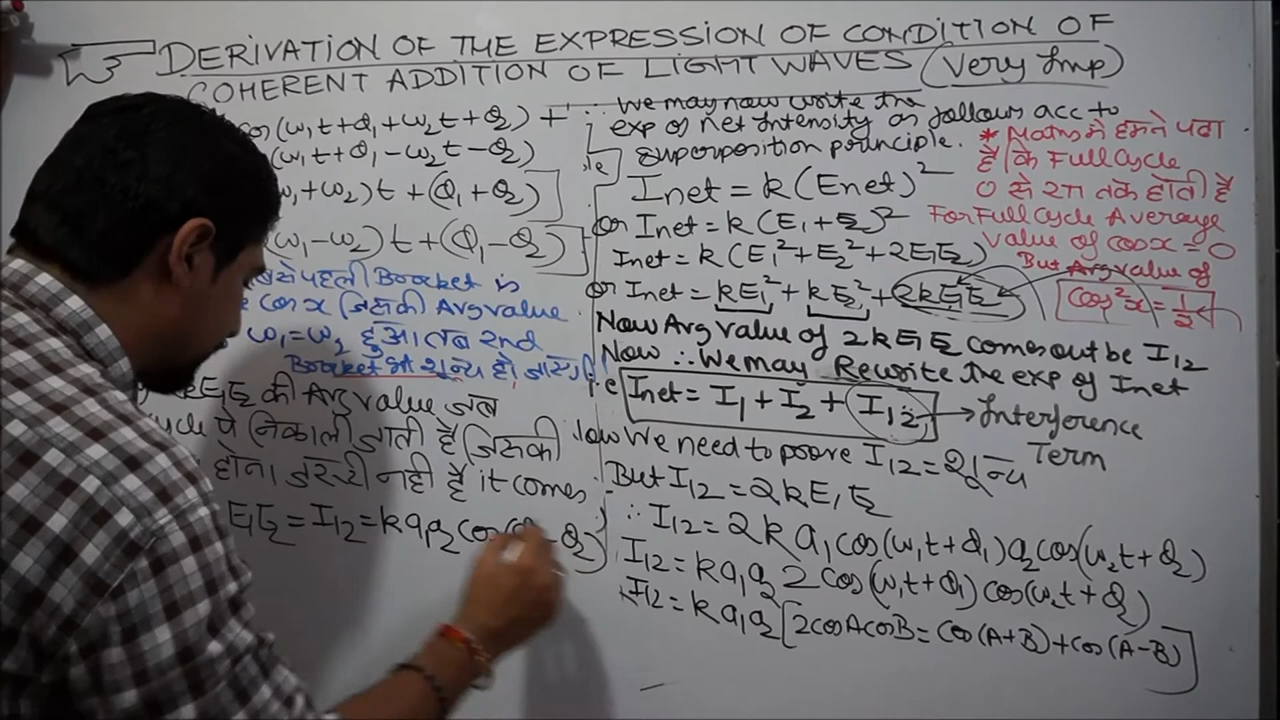 DERIVATION OF THE EXPRESSION OF CONDITION OF
COHERENT ADDITION OF LIGHT WAVES (Very Imp)
(ω₁t+Φ₁+ω₂t+Φ₂) +
(ω₁t+Φ₁-ω₂t-Φ₂)
+ω₂)t + (Φ₁+Φ₂)]
(ω₁-ω₂)t+(Φ₁-Φ₂)}]
पहली Bracket is
Cos x जिसकी Avg value
ω₁=ω₂ हुआ तब 2nd
Bracket भी शून्य हो
kE₁E₂ की Avg value जब
पे निकाली जाती है जिसकी
होना जरूरी नही है it comes
E₁E₂ = I₁₂ = ka₁a₂ cos( - Φ₂)
∴ We may now write the
exp of net Intensity as follows acc to
superposition principle.
i.e
Inet = k(Enet)²
or Inet = k(E₁+E₂)²
Inet = k(E₁²+E₂²+2E₁E₂)
or Inet = kE₁² + kE₂² + 2kE₁E₂
Now Avg value of 2kE₁E₂ comes out be I₁₂
Now ∴ We may Rewrite the exp of Inet
i.e Inet = I₁ + I₂ + I₁₂ → Interference
Term
Now We need to prove I₁₂ = शून्य
But I₁₂ = 2kE₁E₂
∴ I₁₂ = 2k a₁cos(ω₁t+Φ₁)a₂cos(ω₂t+Φ₂)
I₁₂ = ka₁a₂ 2cos(ω₁t+Φ₁)cos(ω₂t+Φ₂)
I₁₂ = ka₁a₂[2cosAcosB = cos(A+B)+cos(A-B)]
* Maths मे हमने पढा
है कि Full Cycle
0 से 2π तक होती है
For Full Cycle Average
Value of cos x = 0
But Avg value of
Cos²x = 1/2